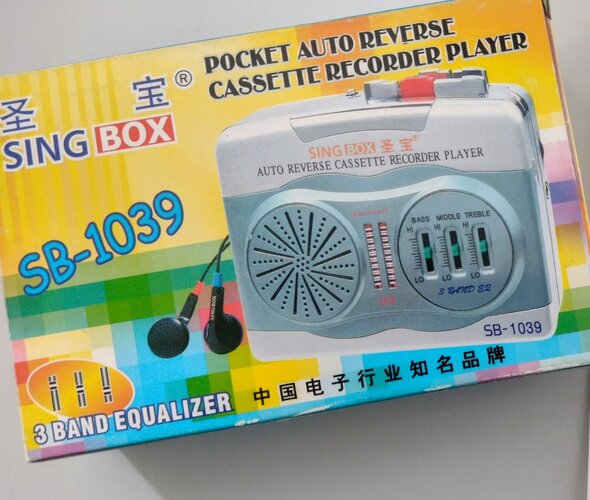 POCKET AUTO REVERSE
CASSETTE RECORDER PLAYER
圣宝®
SING BOX
SB-1039
SING BOX 圣宝®
AUTO REVERSE CASSETTE RECORDER PLAYER
BASS MIDDLE TREBLE
HI HI HI
LO LO LO
3 BAND EQ
SB-1039
SING BOX
3 BAND EQUALIZER
中国电子行业知名品牌